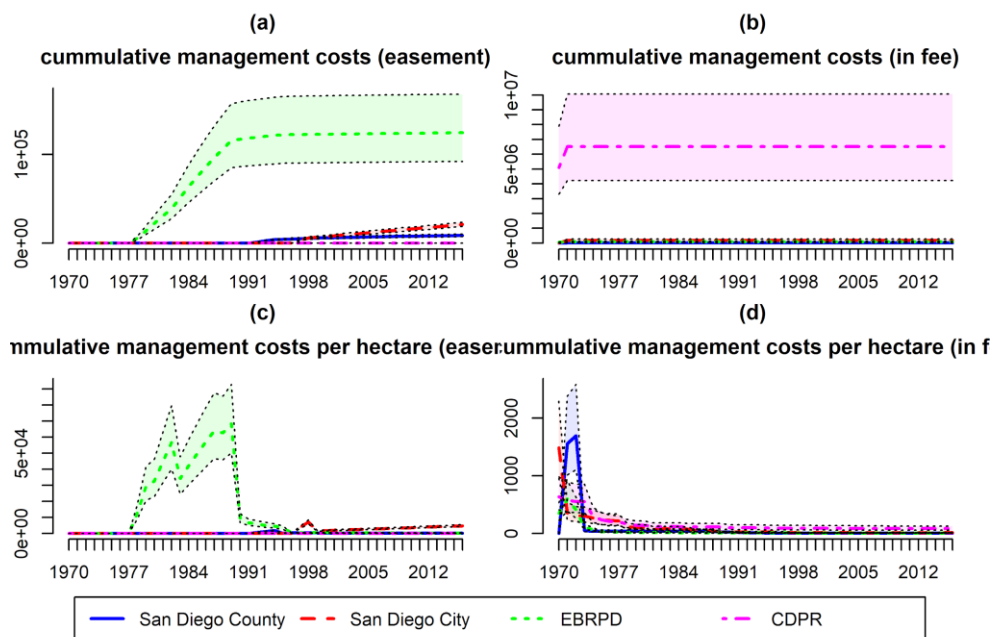 (a)
cummulative management costs (easement)
0e+00
1e+05
1970 1977 1984 1991 1998 2005 2012
(b)
cummulative management costs (in fee)
0e+00
5e+06
1e+07
1970 1977 1984 1991 1998 2005 2012
(c)
mmulative management costs per hectare (easer
0e+00
5e+04
1970 1977 1984 1991 1998 2005 2012
(d)
cummulative management costs per hectare (in f
0
1000
2000
1970 1977 1984 1991 1998 2005 2012
San Diego County San Diego City EBRPD CDPR